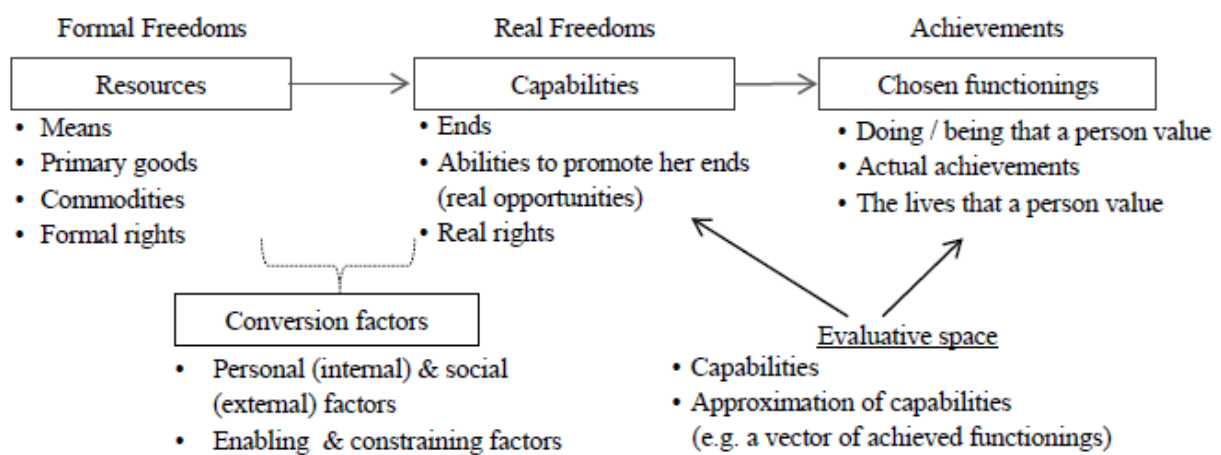 Formal Freedoms
Real Freedoms
Achievements
Resources
Capabilities
Chosen functionings
• Means
• Primary goods
• Commodities
• Formal rights
• Ends
• Abilities to promote her ends
(real opportunities)
• Real rights
• Doing / being that a person value
• Actual achievements
• The lives that a person value
Conversion factors
• Personal (internal) & social
(external) factors
• Enabling & constraining factors
Evaluative space
• Capabilities
• Approximation of capabilities
(e.g. a vector of achieved functionings)